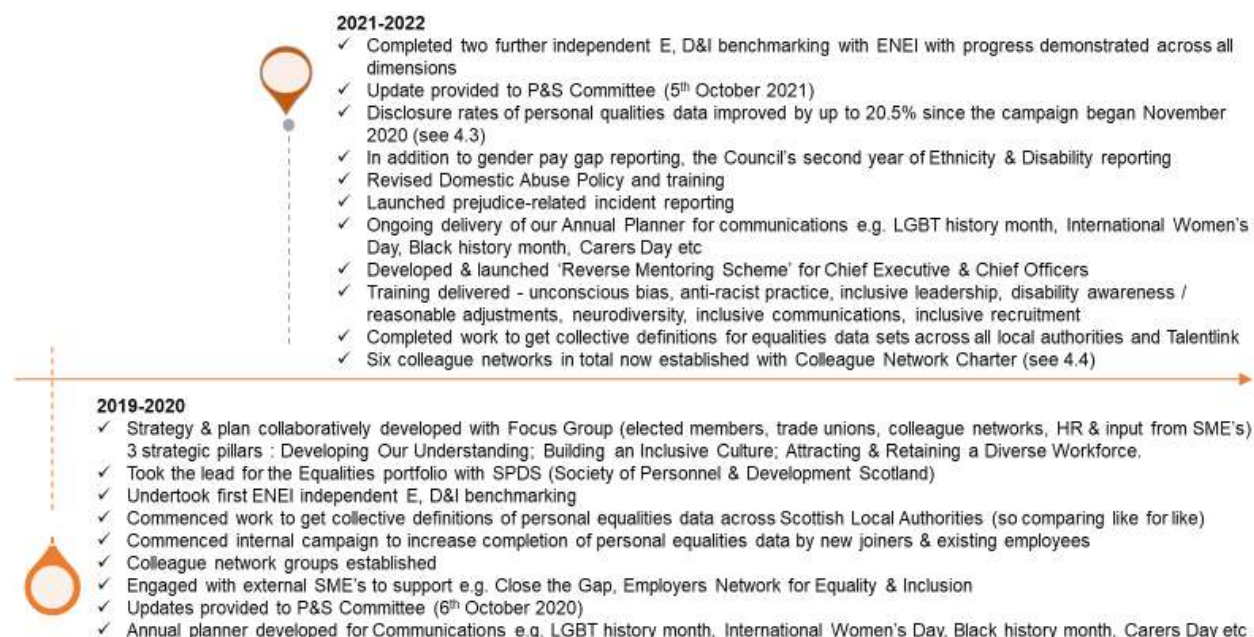 2021-2022
✓ Completed two further independent E, D&I benchmarking with ENEI with progress demonstrated across all
dimensions
✓ Update provided to P&S Committee (5th October 2021)
✓ Disclosure rates of personal qualities data improved by up to 20.5% since the campaign began November
2020 (see 4.3)
✓ In addition to gender pay gap reporting, the Council's second year of Ethnicity & Disability reporting
✓ Revised Domestic Abuse Policy and training
✓ Launched prejudice-related incident reporting
✓ Ongoing delivery of our Annual Planner for communications e.g. LGBT history month, International Women's
Day, Black history month, Carers Day etc
✓ Developed & launched 'Reverse Mentoring Scheme' for Chief Executive & Chief Officers
✓ Training delivered - unconscious bias, anti-racist practice, inclusive leadership, disability awareness /
reasonable adjustments, neurodiversity, inclusive communications, inclusive recruitment
✓ Completed work to get collective definitions for equalities data sets across all local authorities and Talentlink
✓ Six colleague networks in total now established with Colleague Network Charter (see 4.4)
2019-2020
✓ Strategy & plan collaboratively developed with Focus Group (elected members, trade unions, colleague networks, HR & input from SME's)
3 strategic pillars : Developing Our Understanding; Building an Inclusive Culture; Attracting & Retaining a Diverse Workforce.
✓ Took the lead for the Equalities portfolio with SPDS (Society of Personnel & Development Scotland)
✓ Undertook first ENEI independent E, D&I benchmarking
✓ Commenced work to get collective definitions of personal equalities data across Scottish Local Authorities (so comparing like for like)
✓ Commenced internal campaign to increase completion of personal equalities data by new joiners & existing employees
✓ Colleague network groups established
✓ Engaged with external SME's to support e.g. Close the Gap, Employers Network for Equality & Inclusion
✓ Updates provided to P&S Committee (6th October 2020)
✓ Annual planner developed for Communications e.g. LGBT history month, International Women's Day, Black history month, Carers Day etc